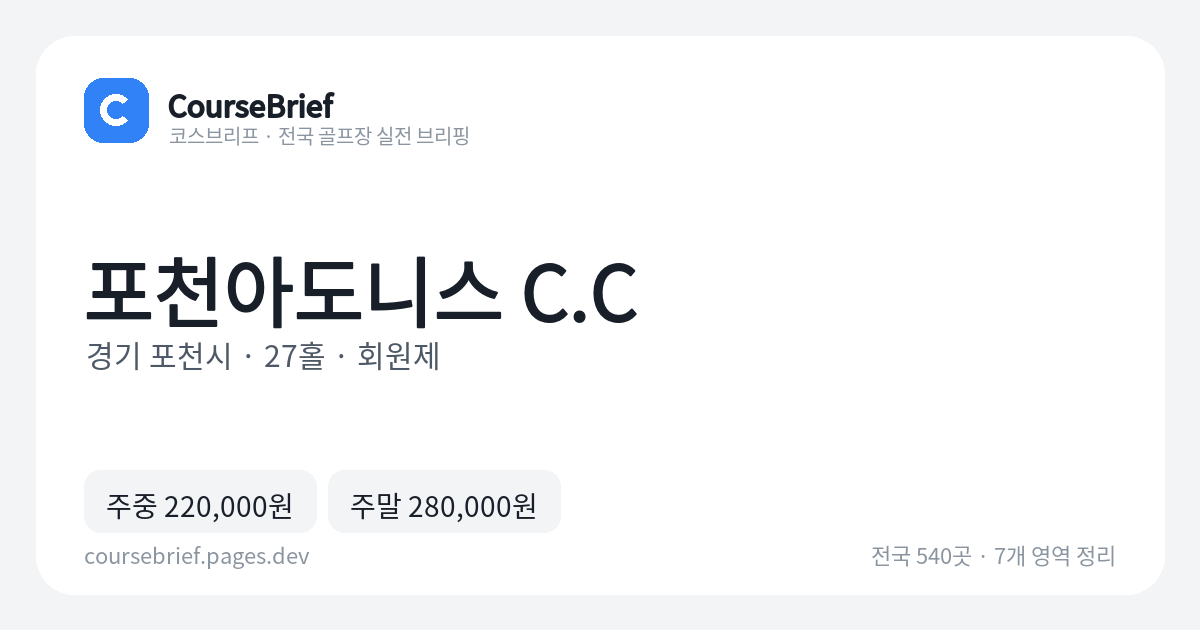 C
CourseBrief
코스브리프 · 전국 골프장 실전 브리핑
포천아도니스 C.C
경기 포천시 · 27홀 · 회원제
주중 220,000원 주말 280,000원
coursebrief.pages.dev 전국 540곳 · 7개 영역 정리